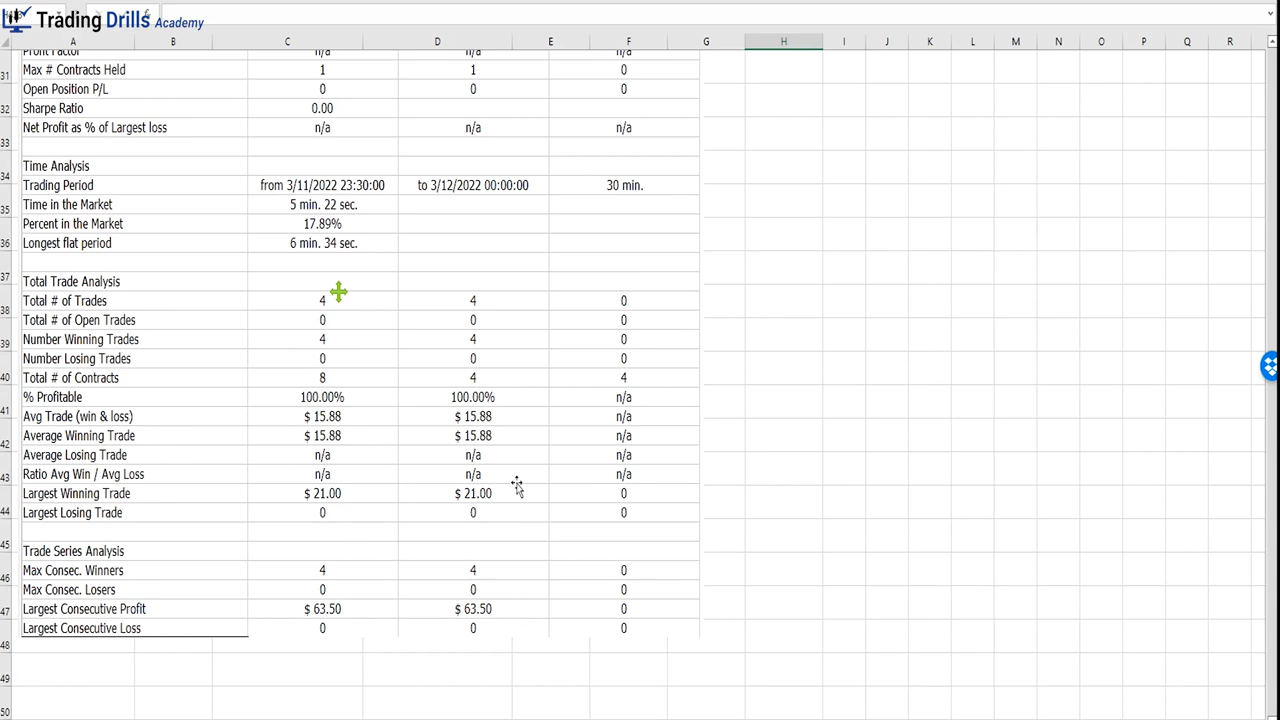 Trading Drills Academy
A B C D E F G H I J K L M N O P Q R
Profit Factor n/a n/a n/a
31 Max # Contracts Held 1 1 0
Open Position P/L 0 0 0
32 Sharpe Ratio 0.00
33 Net Profit as % of Largest loss n/a n/a n/a
34 Time Analysis
Trading Period from 3/11/2022 23:30:00 to 3/12/2022 00:00:00 30 min.
35 Time in the Market 5 min. 22 sec.
Percent in the Market 17.89%
36 Longest flat period 6 min. 34 sec.
37 Total Trade Analysis
Total # of Trades 4 4 0
38 Total # of Open Trades 0 0 0
39 Number Winning Trades 4 4 0
Number Losing Trades 0 0 0
40 Total # of Contracts 8 4 4
% Profitable 100.00% 100.00% n/a
41 Avg Trade (win & loss) $ 15.88 $ 15.88 n/a
42 Average Winning Trade $ 15.88 $ 15.88 n/a
Average Losing Trade n/a n/a n/a
43 Ratio Avg Win / Avg Loss n/a n/a n/a
Largest Winning Trade $ 21.00 $ 21.00 0
44 Largest Losing Trade 0 0 0
45 Trade Series Analysis
46 Max Consec. Winners 4 4 0
Max Consec. Losers 0 0 0
47 Largest Consecutive Profit $ 63.50 $ 63.50 0
Largest Consecutive Loss 0 0 0
48
49
50